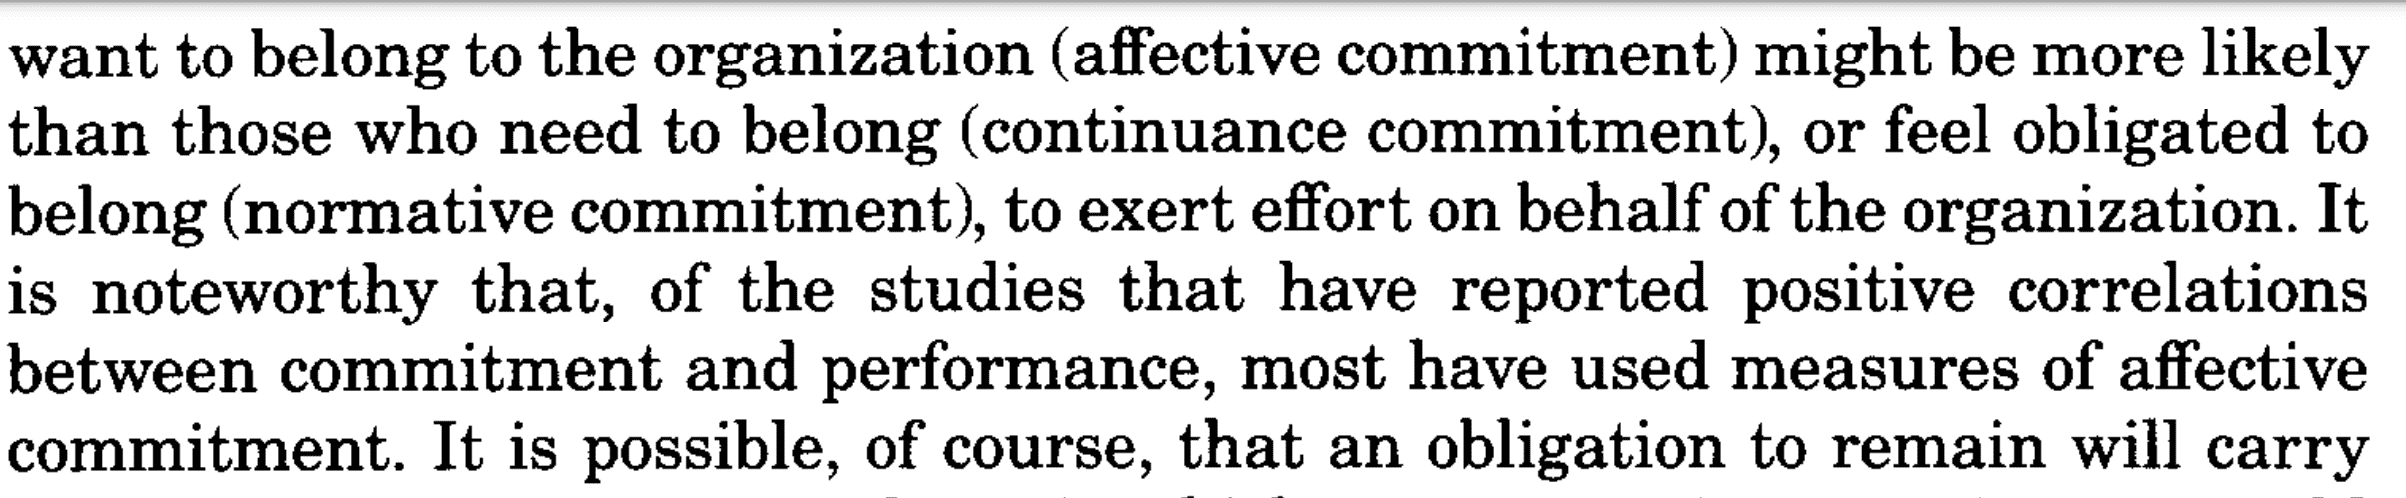 want to belong to the organization (affective commitment) might be more likely
than those who need to belong (continuance commitment), or feel obligated to
belong (normative commitment), to exert effort on behalf of the organization. It
is noteworthy that, of the studies that have reported positive correlations
between commitment and performance, most have used measures of affective
commitment. It is possible, of course, that an obligation to remain will carry